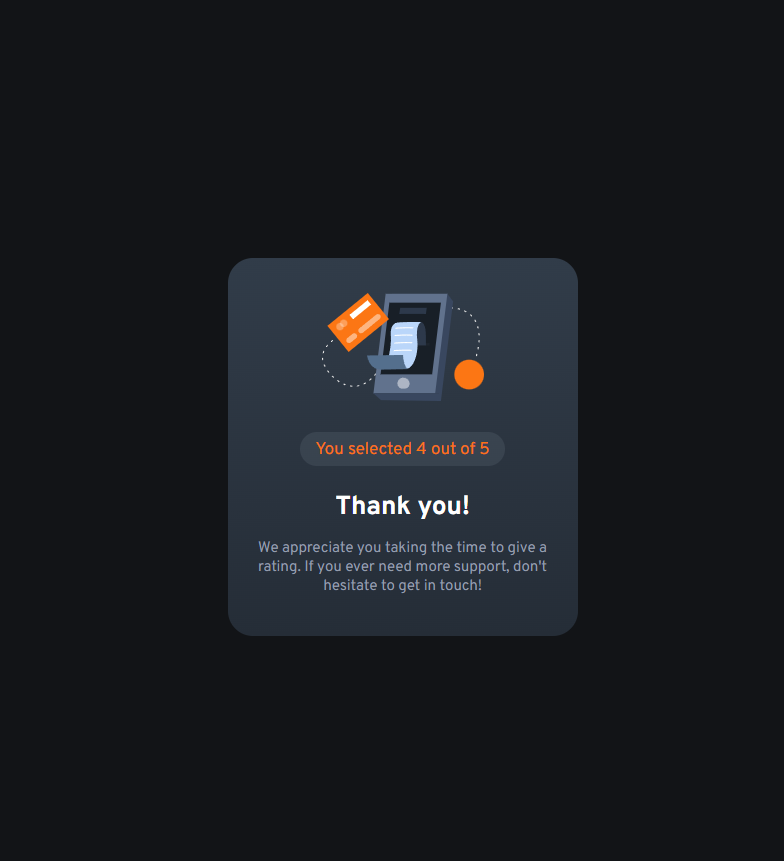 You selected 4 out of 5
Thank you!
We appreciate you taking the time to give a
rating. If you ever need more support, don't
hesitate to get in touch!